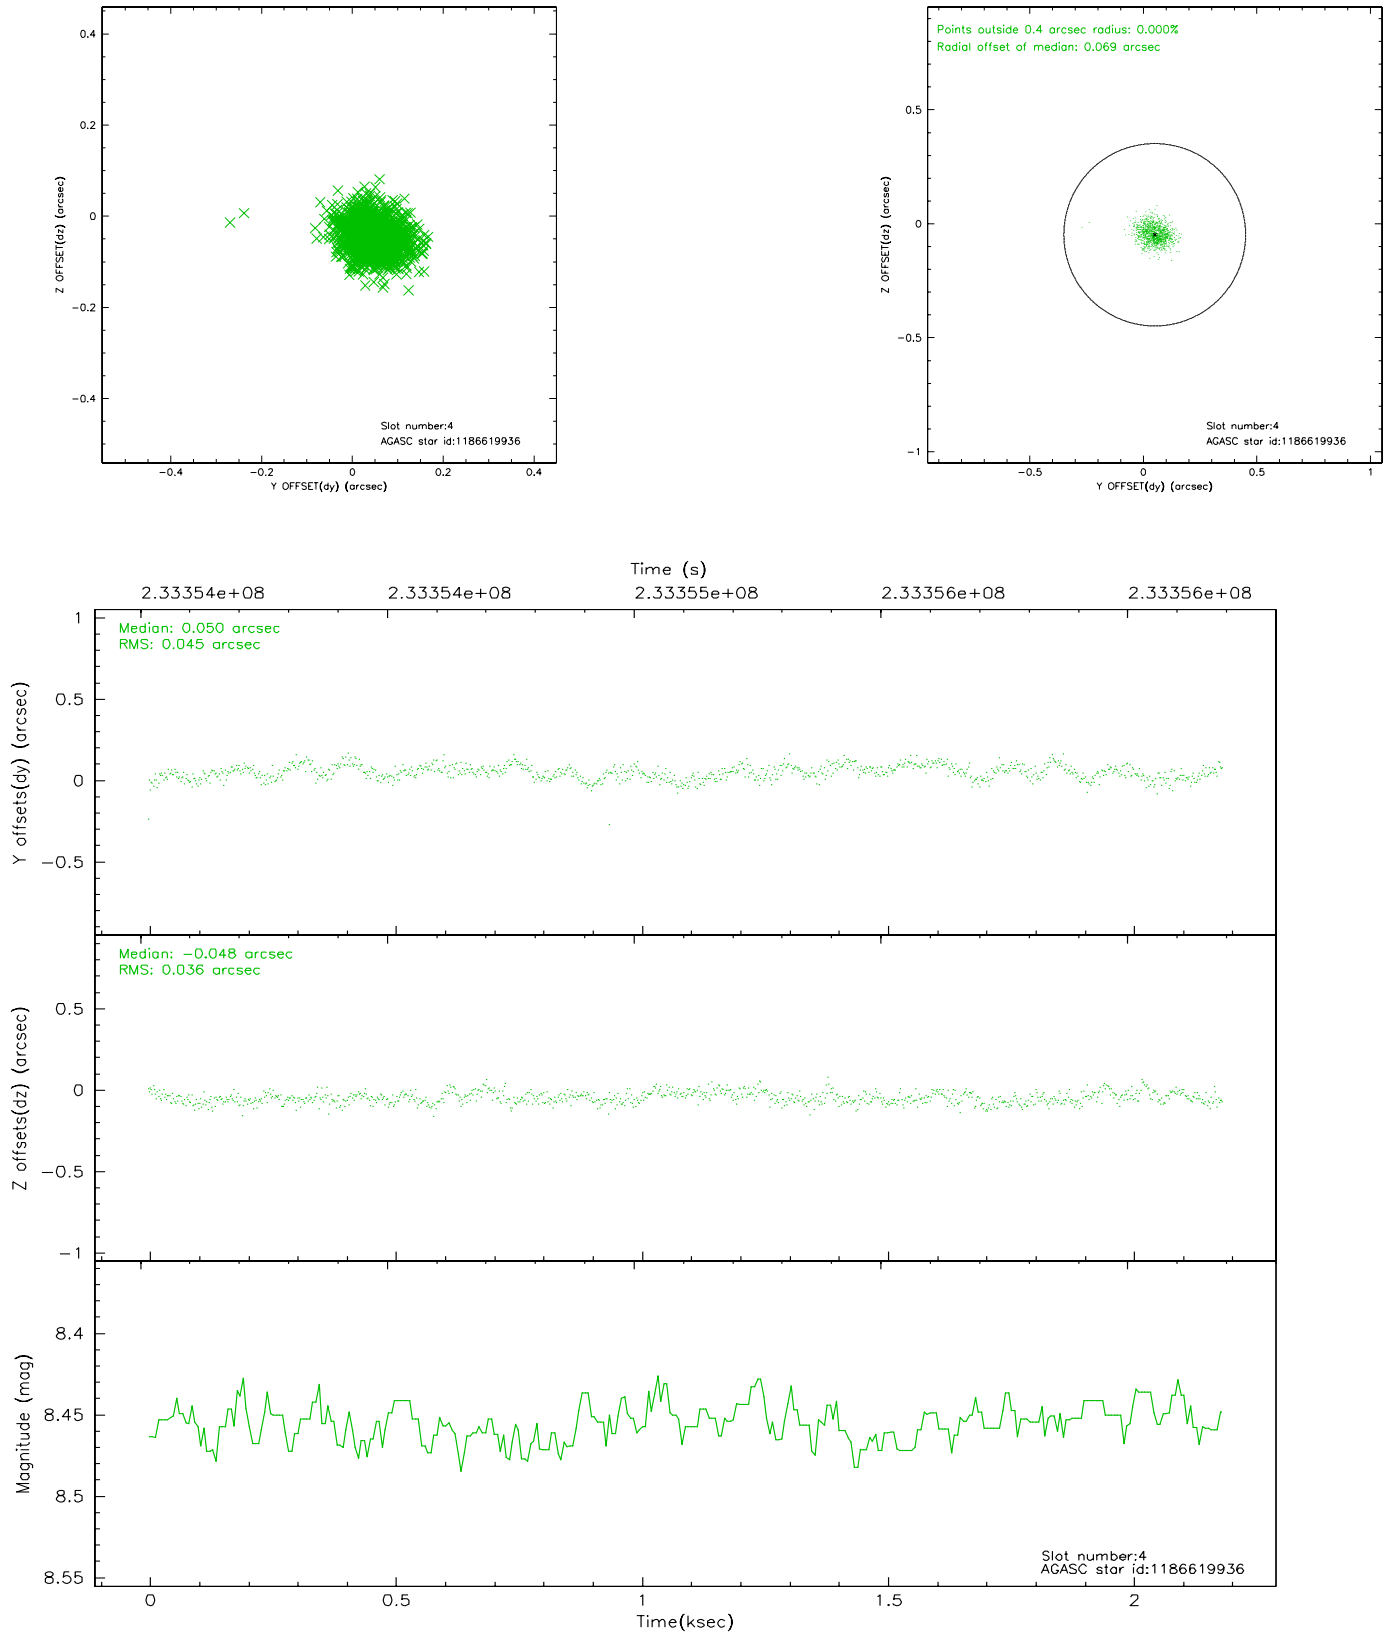 0.4
0.2
0
−0.2
−0.4
Z OFFSET(dz) (arcsec)
Slot number:4
AGASC star id:1186619936
−0.4 −0.2 0 0.2 0.4
Y OFFSET(dy) (arcsec)
Points outside 0.4 arcsec radius: 0.000%
Radial offset of median: 0.069 arcsec
0.5
0
−0.5
−1
Z OFFSET(dz) (arcsec)
Slot number:4
AGASC star id:1186619936
−0.5 0 0.5 1
Y OFFSET(dy) (arcsec)
Time (s)
2.33354e+08 2.33354e+08 2.33355e+08 2.33356e+08 2.33356e+08
Median: 0.050 arcsec
RMS: 0.045 arcsec
1
0.5
0
−0.5
Y offsets(dy) (arcsec)
Median: −0.048 arcsec
RMS: 0.036 arcsec
0.5
0
−0.5
−1
Z offsets(dz) (arcsec)
8.4
8.45
8.5
8.55
Magnitude (mag)
Slot number:4
AGASC star id:1186619936
0 0.5 1 1.5 2
Time(ksec)